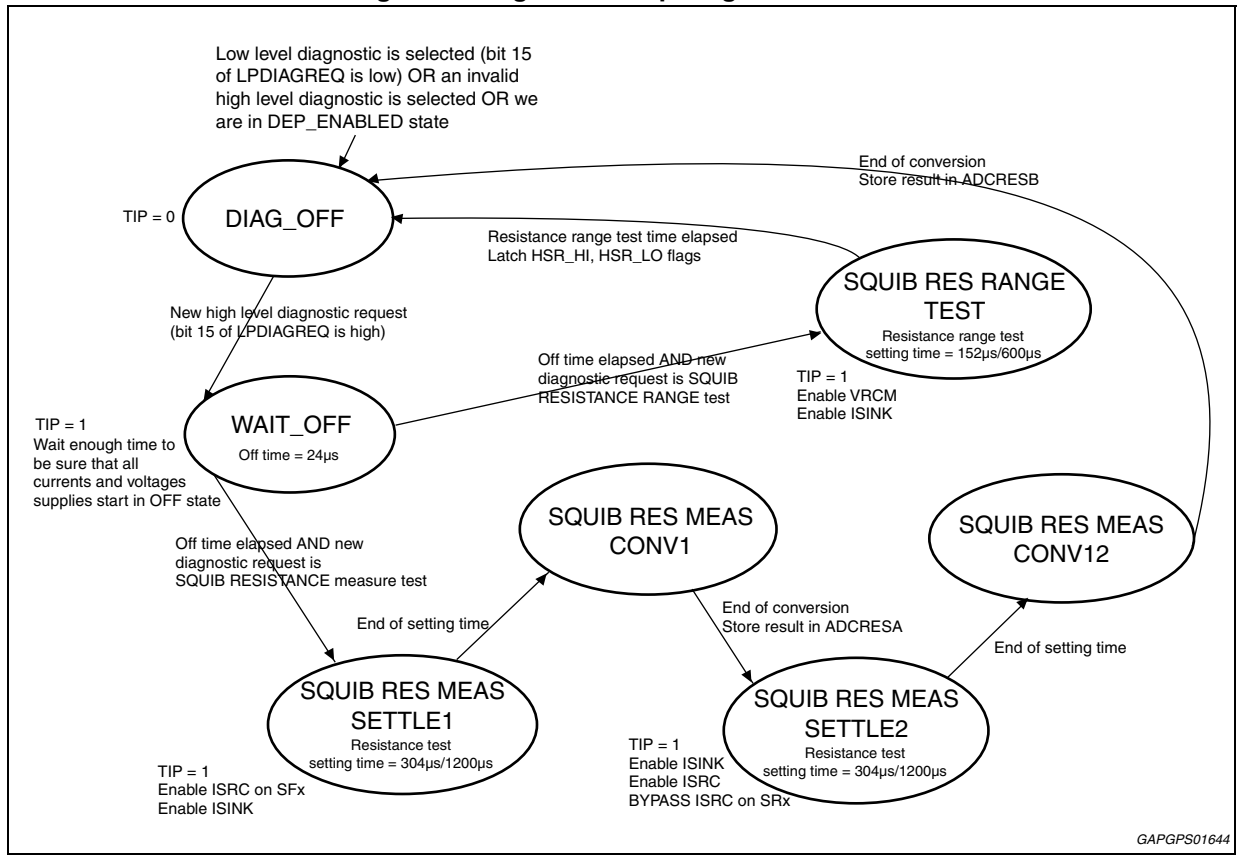 Low level diagnostic is selected (bit 15
of LPDIAGREQ is low) OR an invalid
high level diagnostic is selected OR we
are in DEP_ENABLED state
End of conversion
Store result in ADCRESB
TIP = 0
DIAG_OFF
Resistance range test time elapsed
Latch HSR_HI, HSR_LO flags
SQUIB RES RANGE
TEST
Resistance range test
setting time = 152µs/600µs
New high level diagnostic request
(bit 15 of LPDIAGREQ is high)
Off time elapsed AND new
diagnostic request is SQUIB
RESISTANCE RANGE test
TIP = 1
Enable VRCM
Enable ISINK
TIP = 1
Wait enough time to
be sure that all
currents and voltages
supplies start in OFF state
WAIT_OFF
Off time = 24µs
SQUIB RES MEAS
CONV1
SQUIB RES MEAS
CONV12
Off time elapsed AND new
diagnostic request is
SQUIB RESISTANCE measure test
End of setting time
End of conversion
Store result in ADCRESA
End of setting time
SQUIB RES MEAS
SETTLE1
Resistance test
setting time = 304µs/1200µs
TIP = 1
Enable ISRC on SFx
Enable ISINK
SQUIB RES MEAS
SETTLE2
Resistance test
setting time = 304µs/1200µs
TIP = 1
Enable ISINK
Enable ISRC
BYPASS ISRC on SRx
GAPGPS01644